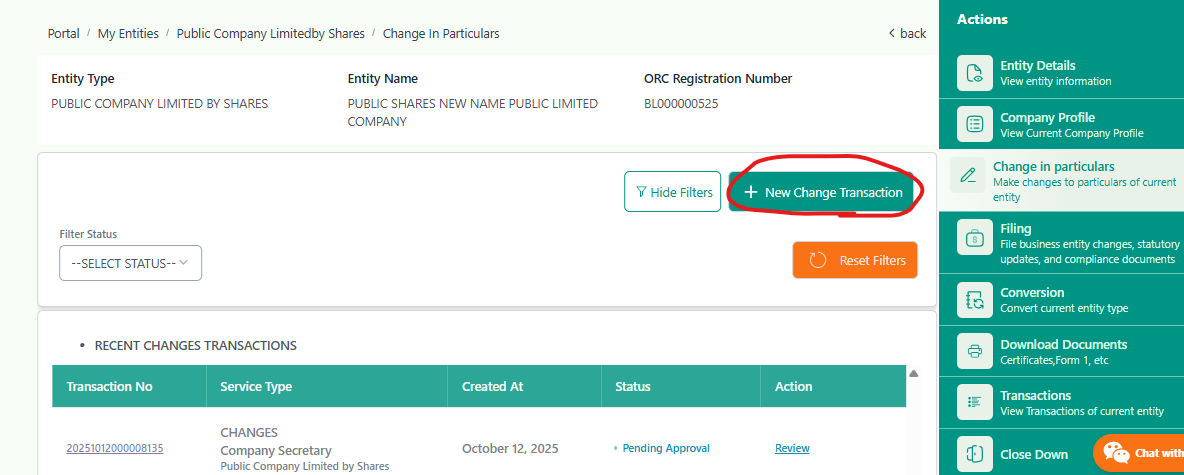 Portal / My Entities / Public Company Limitedby Shares / Change In Particulars
back
Entity Type
PUBLIC COMPANY LIMITED BY SHARES
Entity Name
PUBLIC SHARES NEW NAME PUBLIC LIMITED
COMPANY
ORC Registration Number
BL000000525
Hide Filters
+ New Change Transaction
Filter Status
--SELECT STATUS--
Reset Filters
• RECENT CHANGES TRANSACTIONS
Transaction No Service Type Created At Status Action
20251012000008135
CHANGES
Company Secretary
Public Company Limited by Shares
October 12, 2025
Pending Approval
Review
Actions
Entity Details
View entity information
Company Profile
View Current Company Profile
Change in particulars
Make changes to particulars of current
entity
Filing
File business entity changes, statutory
updates, and compliance documents
Conversion
Convert current entity type
Download Documents
Certificates,Form 1, etc
Transactions
View Transactions of current entity
Close Down
Chat with